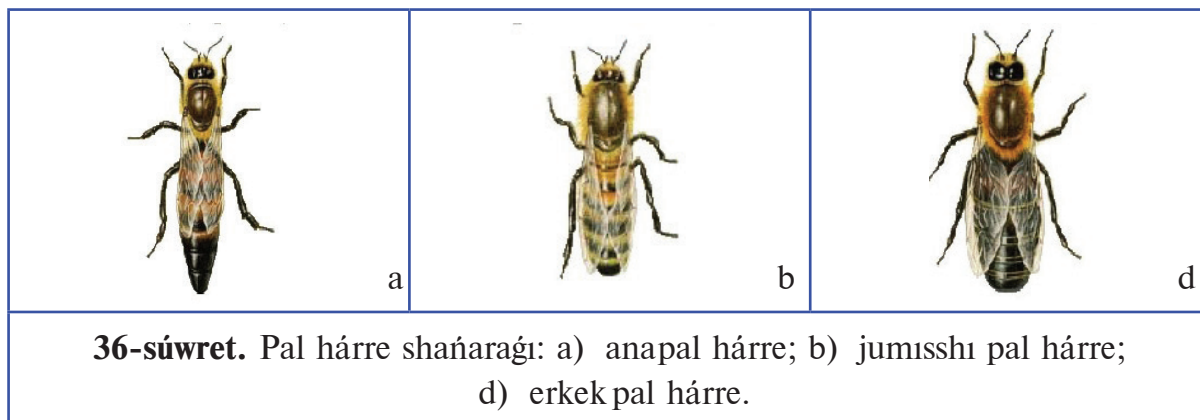 a
b
d
36-súwret. Pal hárre shańaraǵı: a) anapal hárre; b) jumısshı pal hárre;
d) erkek pal hárre.